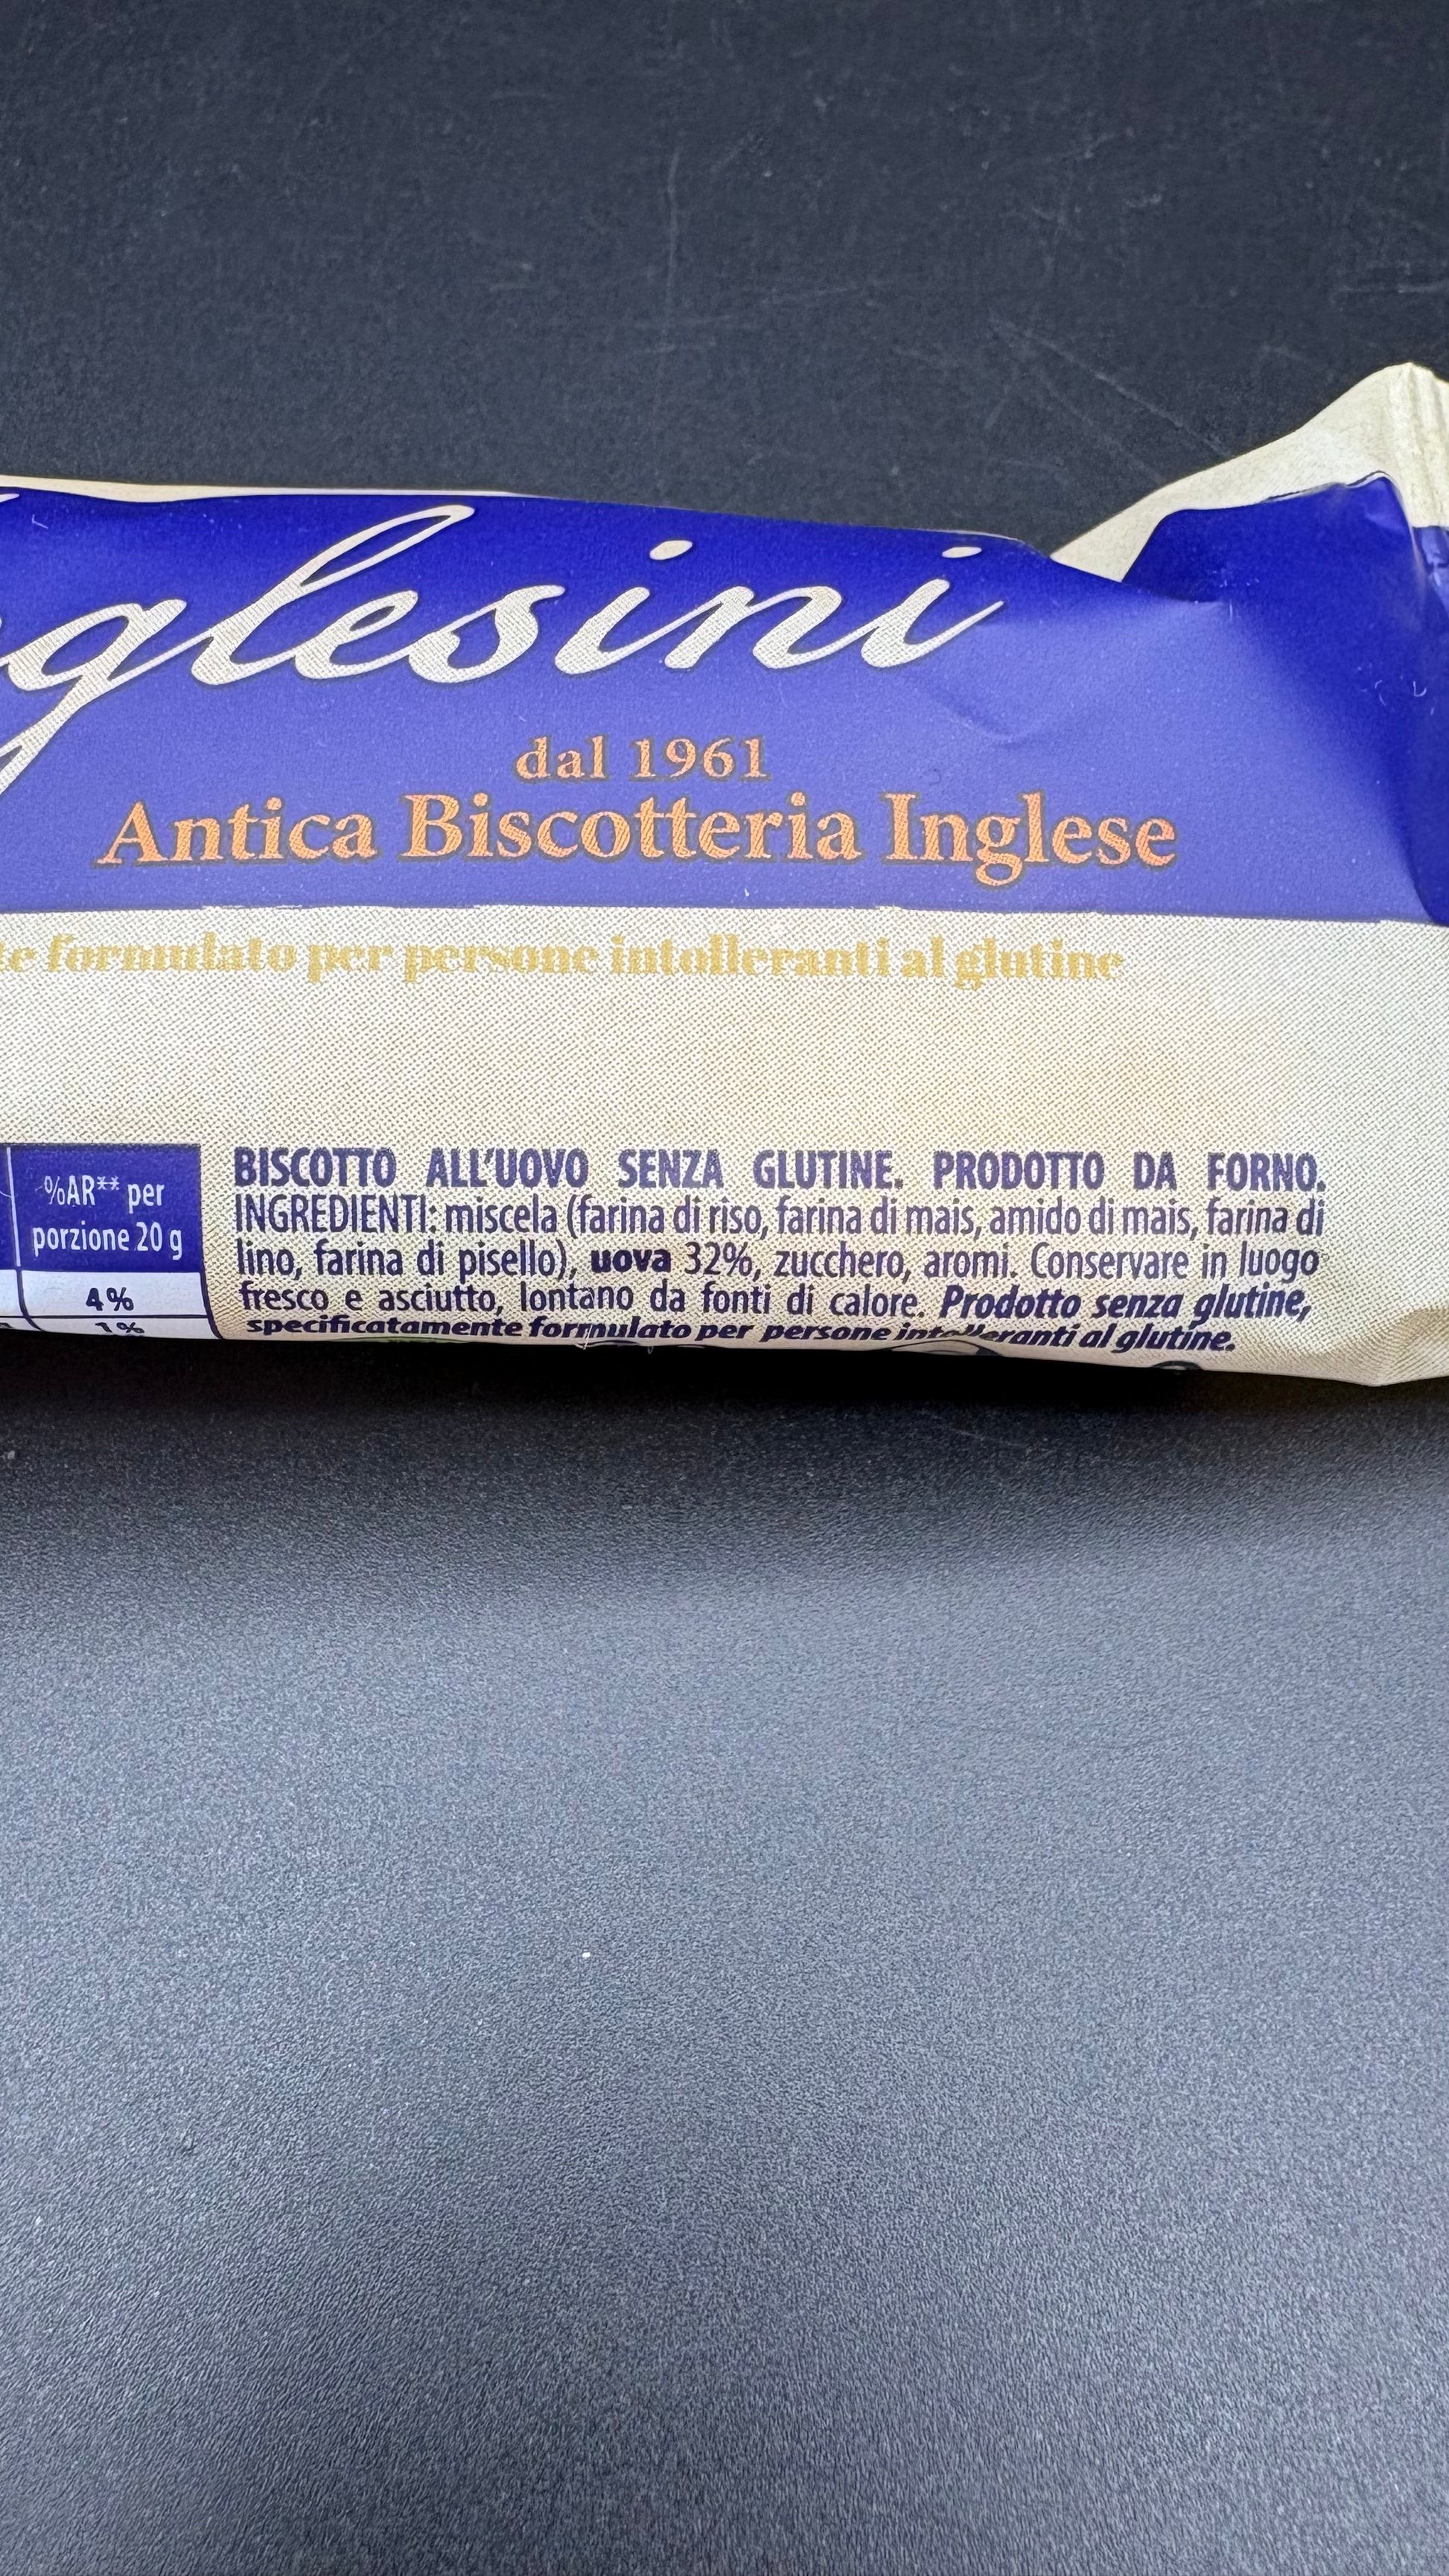 glesini
dal 1961
Antica Biscotteria Inglese
te formulato per persone intolleranti al glutine
%AR** per
porzione 20 g
4%
1%
BISCOTTO ALL'UOVO SENZA GLUTINE. PRODOTTO DA FORNO.
INGREDIENTI: miscela (farina di riso, farina di mais, amido di mais, farina di
lino, farina di pisello), uova 32%, zucchero, aromi. Conservare in luogo
fresco e asciutto, lontano da fonti di calore. Prodotto senza glutine,
specificatamente formulato per persone intolleranti al glutine.